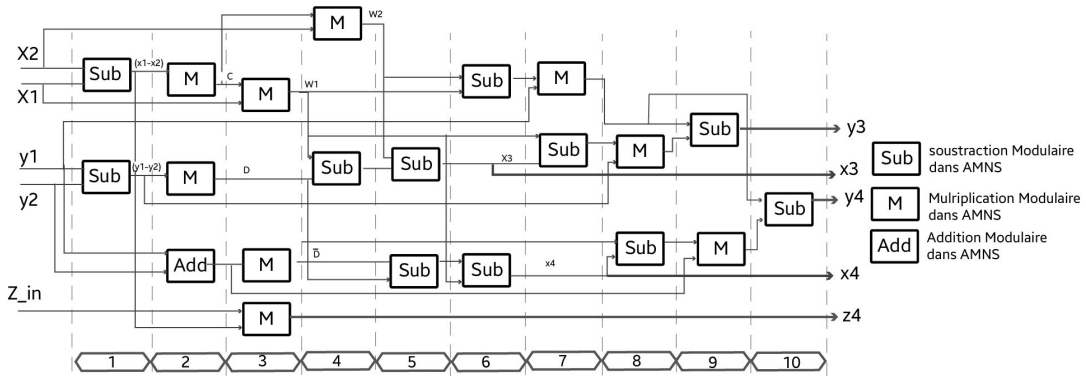 M
W2
X2
(x1-x2)
Sub
M
C
X1
M
W1
Sub
M
Sub
y3
y1
Sub
(y1-y2)
M
D
Sub
Sub
X3
Sub
M
x3
y2
Sub
y4
Add
M
D̅
Sub
Sub
x4
Sub
M
x4
Z_in
M
z4
1
2
3
4
5
6
7
8
9
10
Sub
soustraction Modulaire
dans AMNS
M
Mulriplication Modulaire
dans AMNS
Add
Addition Modulaire
dans AMNS